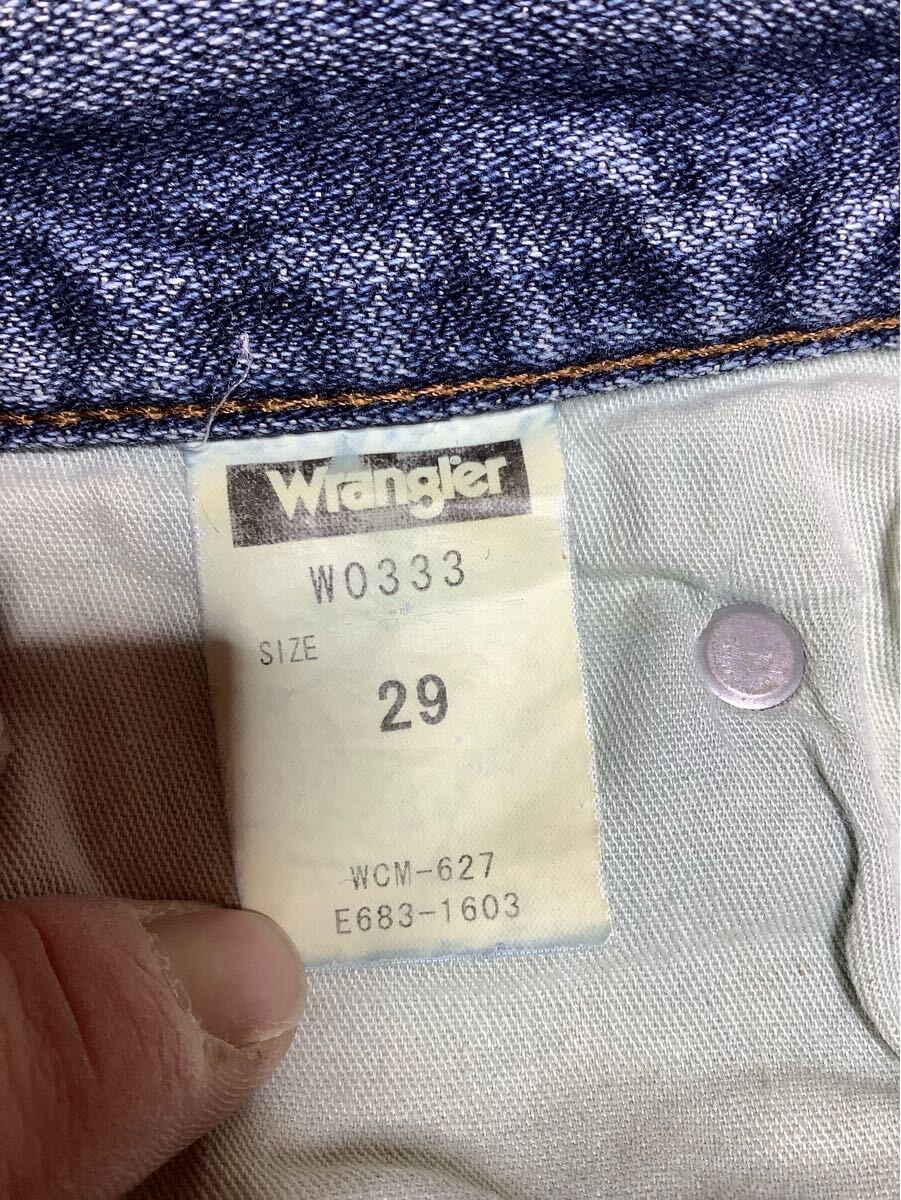 Wrangler
W0333
SIZE
29
WCM-627
E683-1603